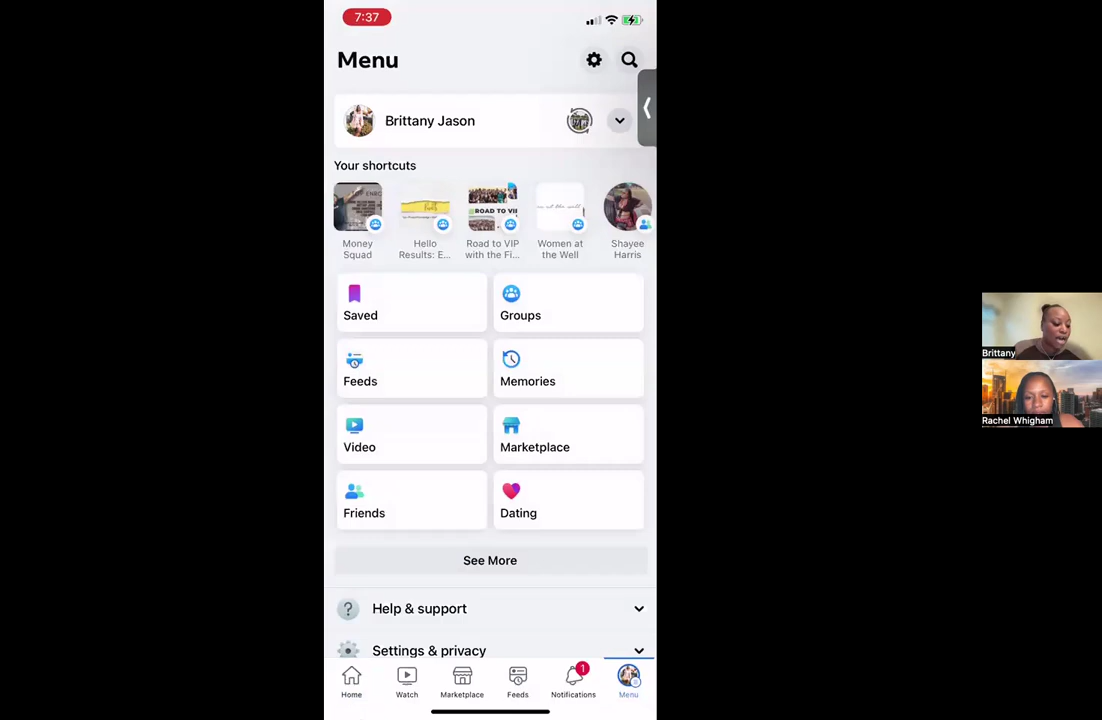 7:37
Menu
Brittany Jason
Your shortcuts
Money
Squad
Hello
Results: E...
ROAD TO VIP
Road to VIP
with the Fi...
Women at
the Well
Shayee
Harris
Saved
Groups
Feeds
Memories
Video
Marketplace
Friends
Dating
See More
Help & support
Settings & privacy
Home
Watch
Marketplace
Feeds
1
Notifications
Menu
Brittany
Rachel Whigham